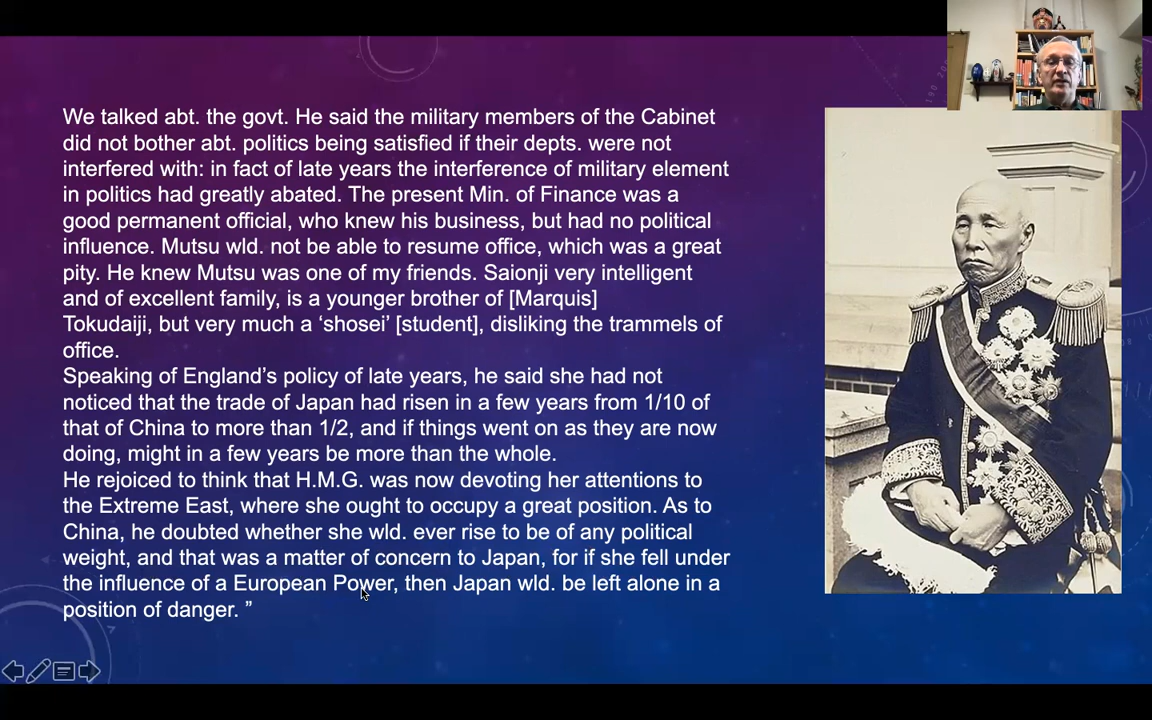 We talked abt. the govt. He said the military members of the Cabinet
did not bother abt. politics being satisfied if their depts. were not
interfered with: in fact of late years the interference of military element
in politics had greatly abated. The present Min. of Finance was a
good permanent official, who knew his business, but had no political
influence. Mutsu wld. not be able to resume office, which was a great
pity. He knew Mutsu was one of my friends. Saionji very intelligent
and of excellent family, is a younger brother of [Marquis]
Tokudaiji, but very much a ‘shosei’ [student], disliking the trammels of
office.
Speaking of England’s policy of late years, he said she had not
noticed that the trade of Japan had risen in a few years from 1/10 of
that of China to more than 1/2, and if things went on as they are now
doing, might in a few years be more than the whole.
He rejoiced to think that H.M.G. was now devoting her attentions to
the Extreme East, where she ought to occupy a great position. As to
China, he doubted whether she wld. ever rise to be of any political
weight, and that was a matter of concern to Japan, for if she fell under
the influence of a European Power, then Japan wld. be left alone in a
position of danger. ”